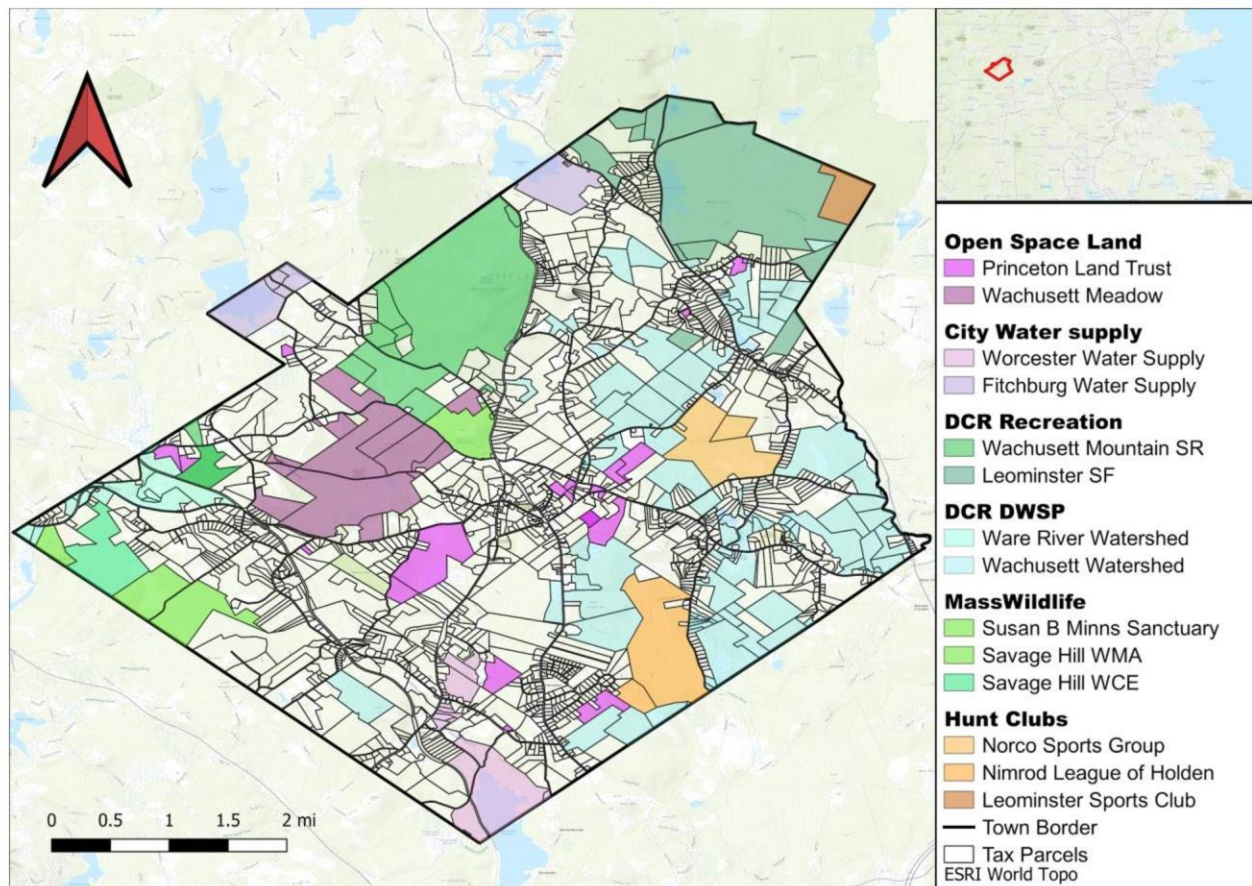 Open Space Land
Princeton Land Trust
Wachusett Meadow
City Water supply
Worcester Water Supply
Fitchburg Water Supply
DCR Recreation
Wachusett Mountain SR
Leominster SF
DCR DWSP
Ware River Watershed
Wachusett Watershed
MassWildlife
Susan B Minns Sanctuary
Savage Hill WMA
Savage Hill WCE
Hunt Clubs
Norco Sports Group
Nimrod League of Holden
Leominster Sports Club
Town Border
Tax Parcels
ESRI World Topo
0 0.5 1 1.5 2 mi